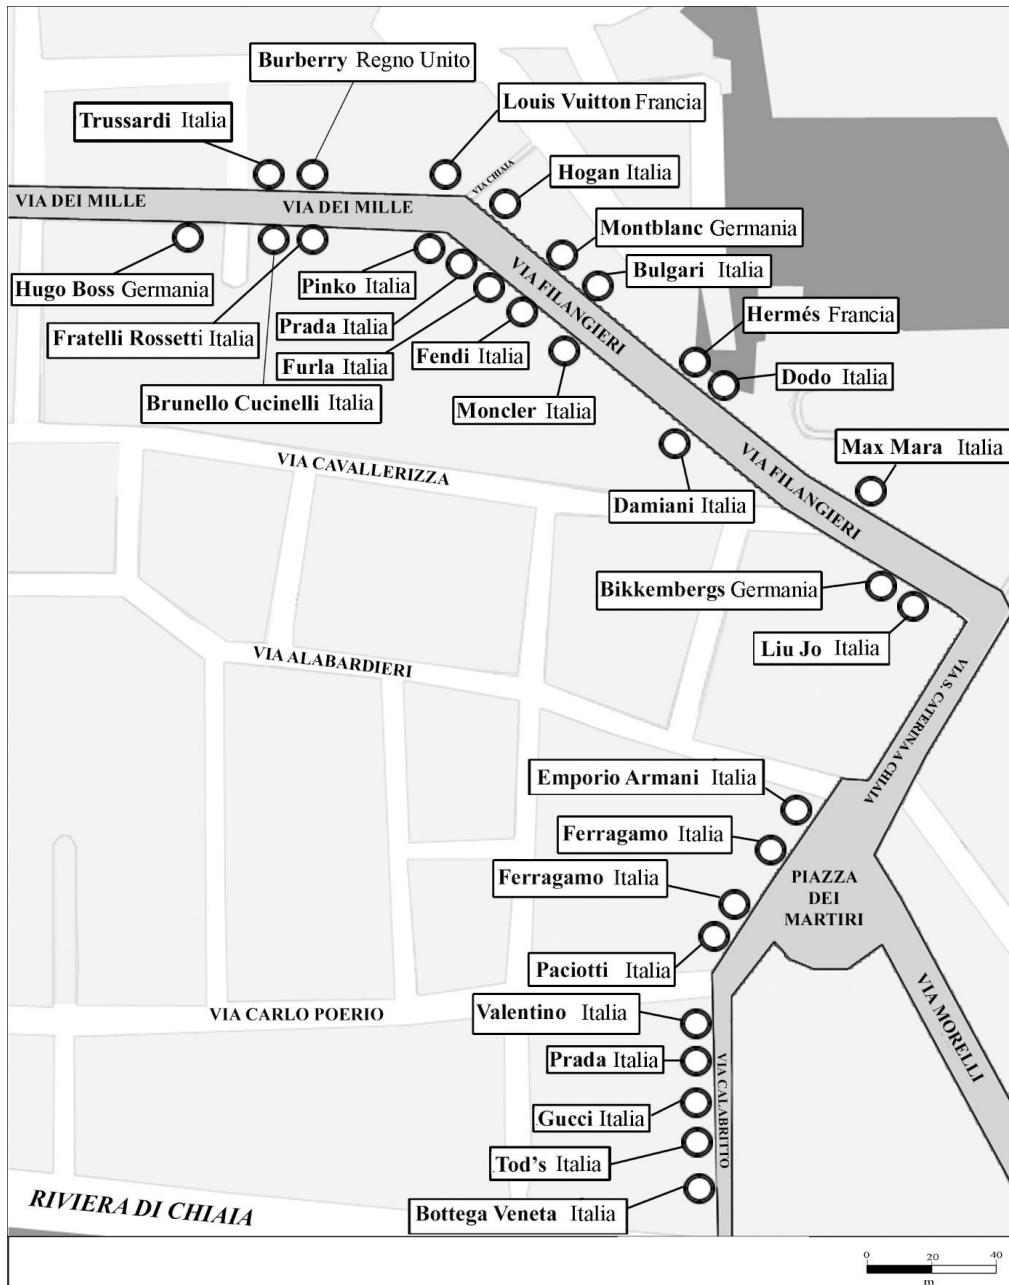 Burberry Regno Unito
Louis Vuitton Francia
Trussardi Italia
VIA CHIAIA
Hogan Italia
VIA DEI MILLE
VIA DEI MILLE
Montblanc Germania
Bulgari Italia
VIA FILANGIERI
Hugo Boss Germania
Pinko Italia
Hermés Francia
Prada Italia
Fratelli Rossetti Italia
Furla Italia
Fendi Italia
Dodo Italia
Brunello Cucinelli Italia
Moncler Italia
Max Mara Italia
VIA CAVALLERIZZA
VIA FILANGIERI
Damiani Italia
Bikkembergs Germania
Liu Jo Italia
VIA ALABARDIERI
VIA S. CATERINA A CHIAIA
Emporio Armani Italia
Ferragamo Italia
Ferragamo Italia
PIAZZA
DEI
MARTIRI
Paciotti Italia
VIA CARLO POERIO
Valentino Italia
VIA MORELLI
Prada Italia
VIA CALABRITTO
Gucci Italia
Tod's Italia
RIVIERA DI CHIAIA
Bottega Veneta Italia
0 20 40
m